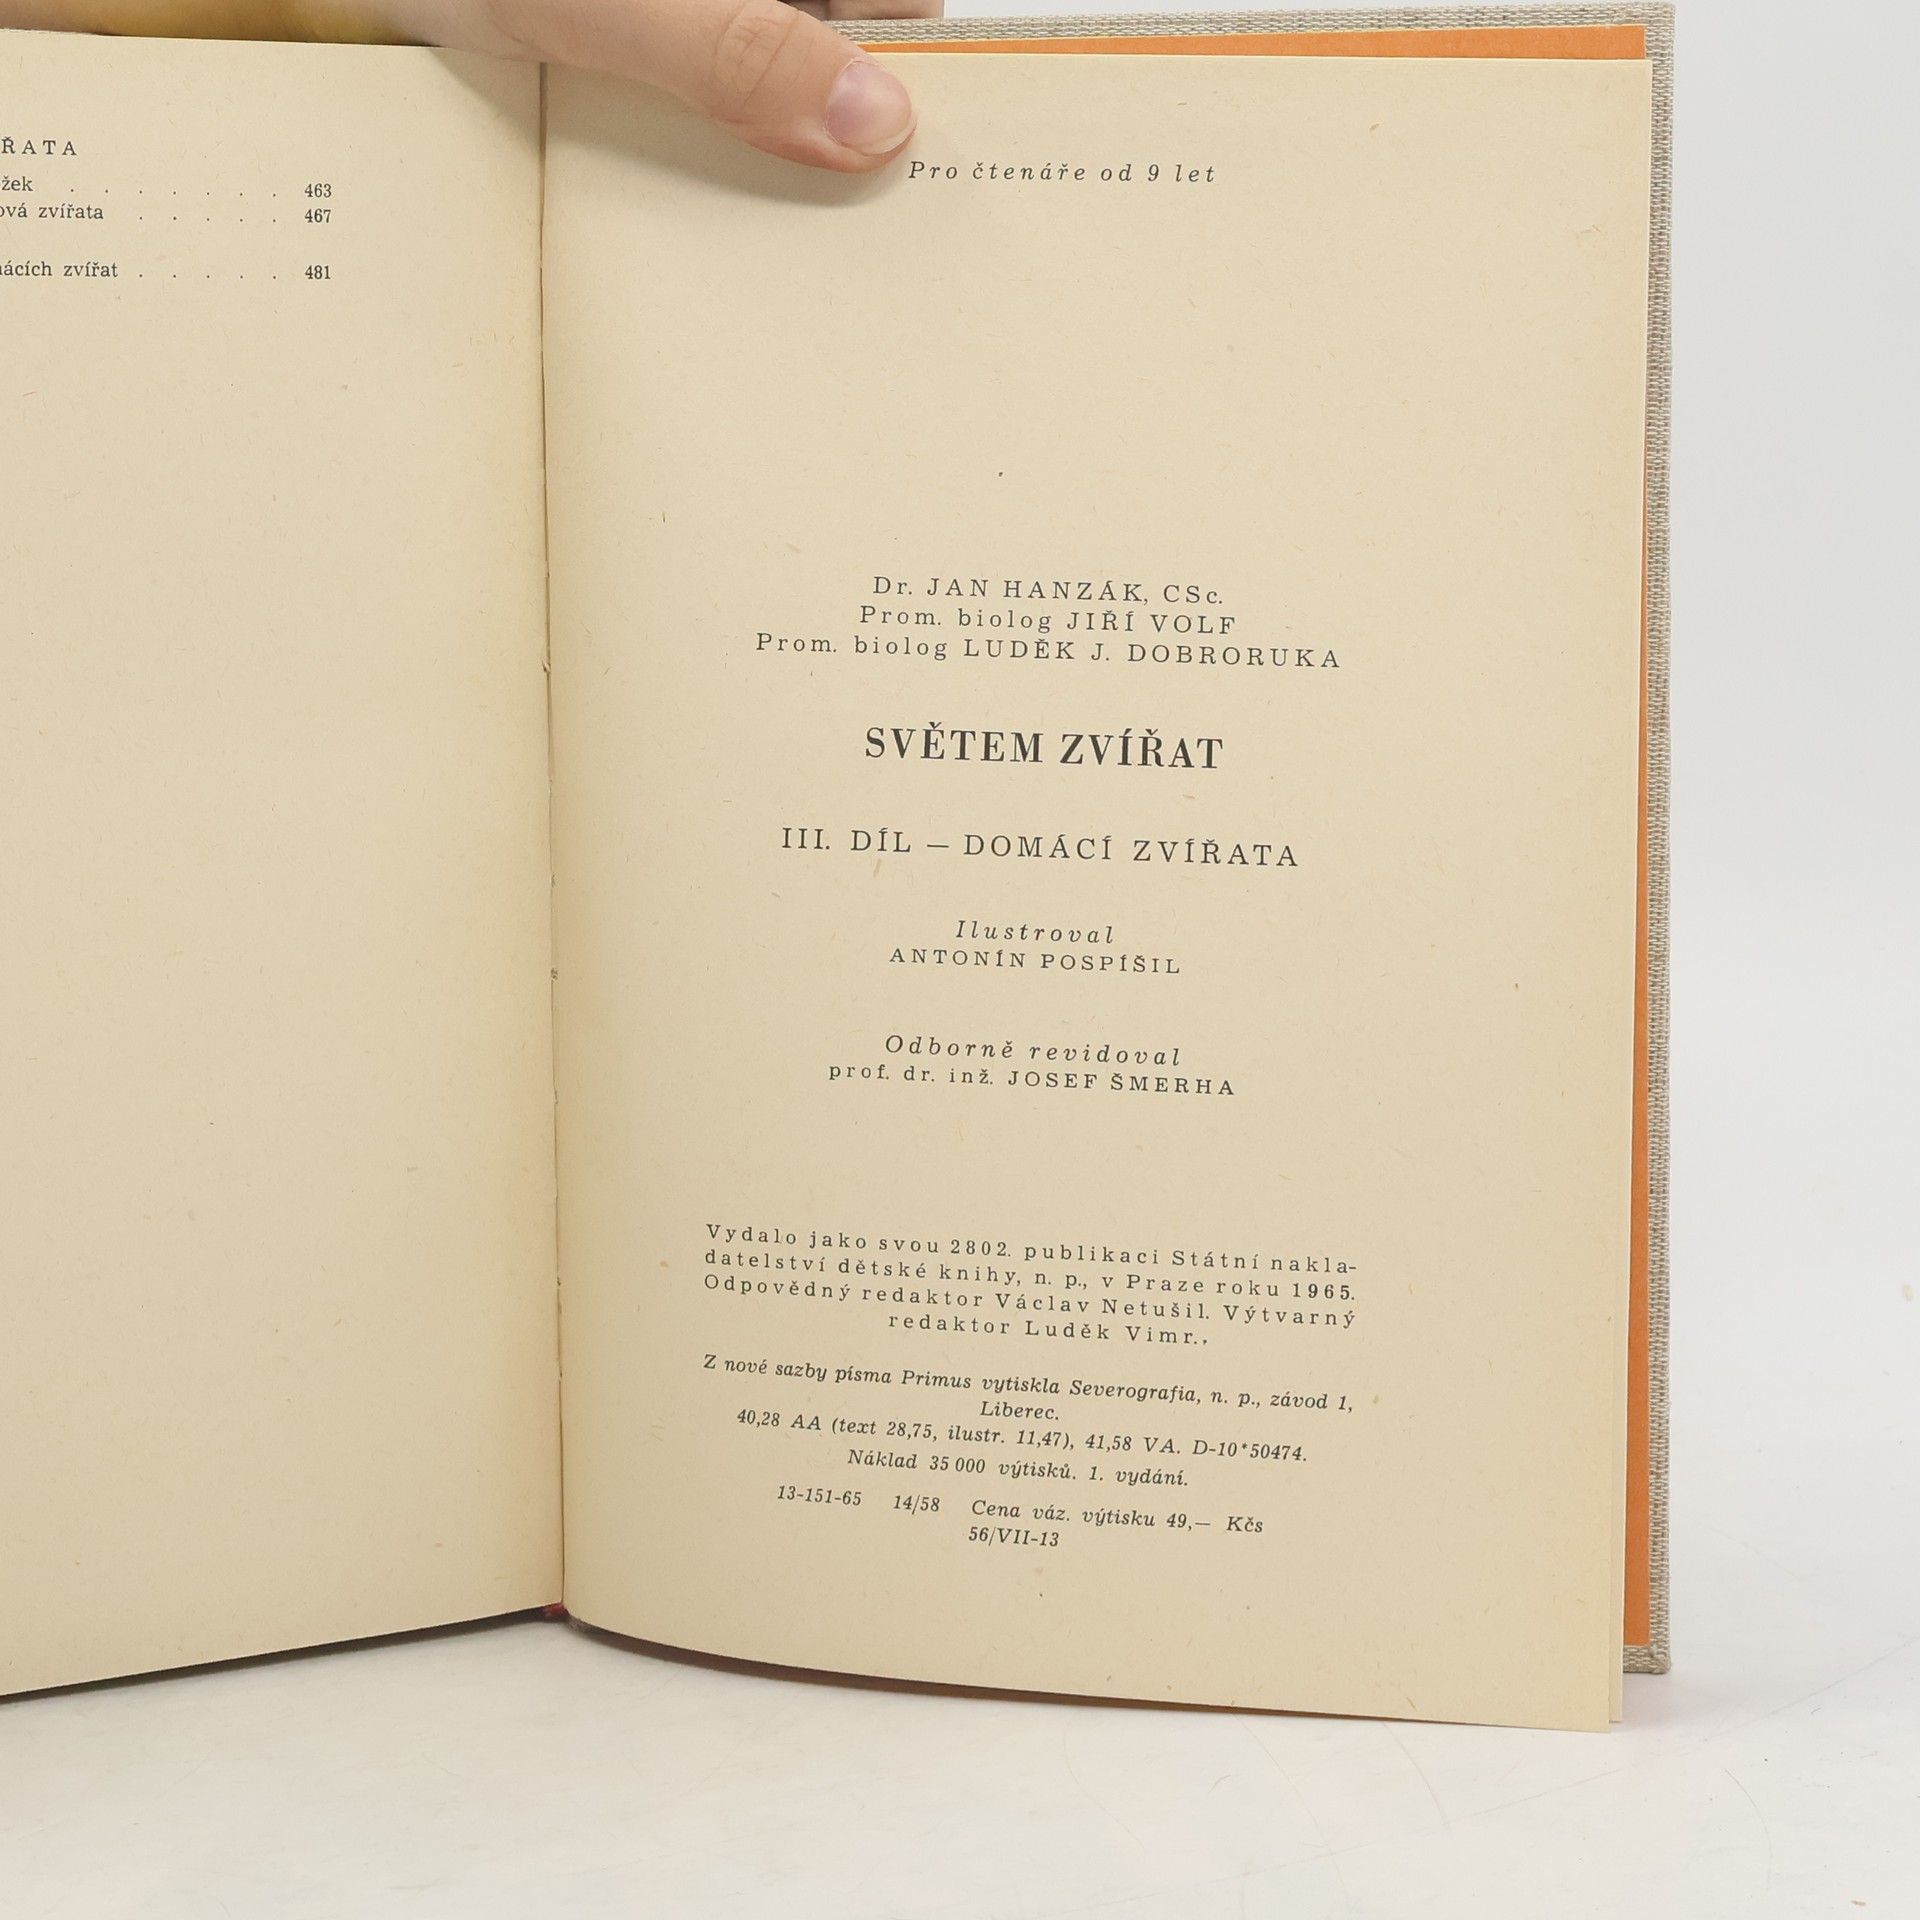 ŘATA
žek . . . . . . . 463
ová zvířata . . . . . 467
ácích zvířat . . . . . 481
Pro čtenáře od 9 let
Dr. JAN HANZÁK, CSc.
Prom. biolog JIŘÍ VOLF
Prom. biolog LUDĚK J. DOBRORUKA
SVĚTEM ZVÍŘAT
III. DÍL — DOMÁCÍ ZVÍŘATA
Ilustroval
ANTONÍN POSPÍŠIL
Odborně revidoval
prof. dr. inž. JOSEF ŠMERHA
Vydalo jako svou 2802. publikaci Státní nakla-
datelství dětské knihy, n. p., v Praze roku 1965.
Odpovědný redaktor Václav Netušil. Výtvarný
redaktor Luděk Vimr..
Z nové sazby písma Primus vytiskla Severografia, n. p., závod 1,
Liberec.
40,28 AA (text 28,75, ilustr. 11,47), 41,58 VA. D-10*50474.
Náklad 35 000 výtisků. 1. vydání.
13-151-65 14/58 Cena váz. výtisku 49,— Kčs
56/VII-13